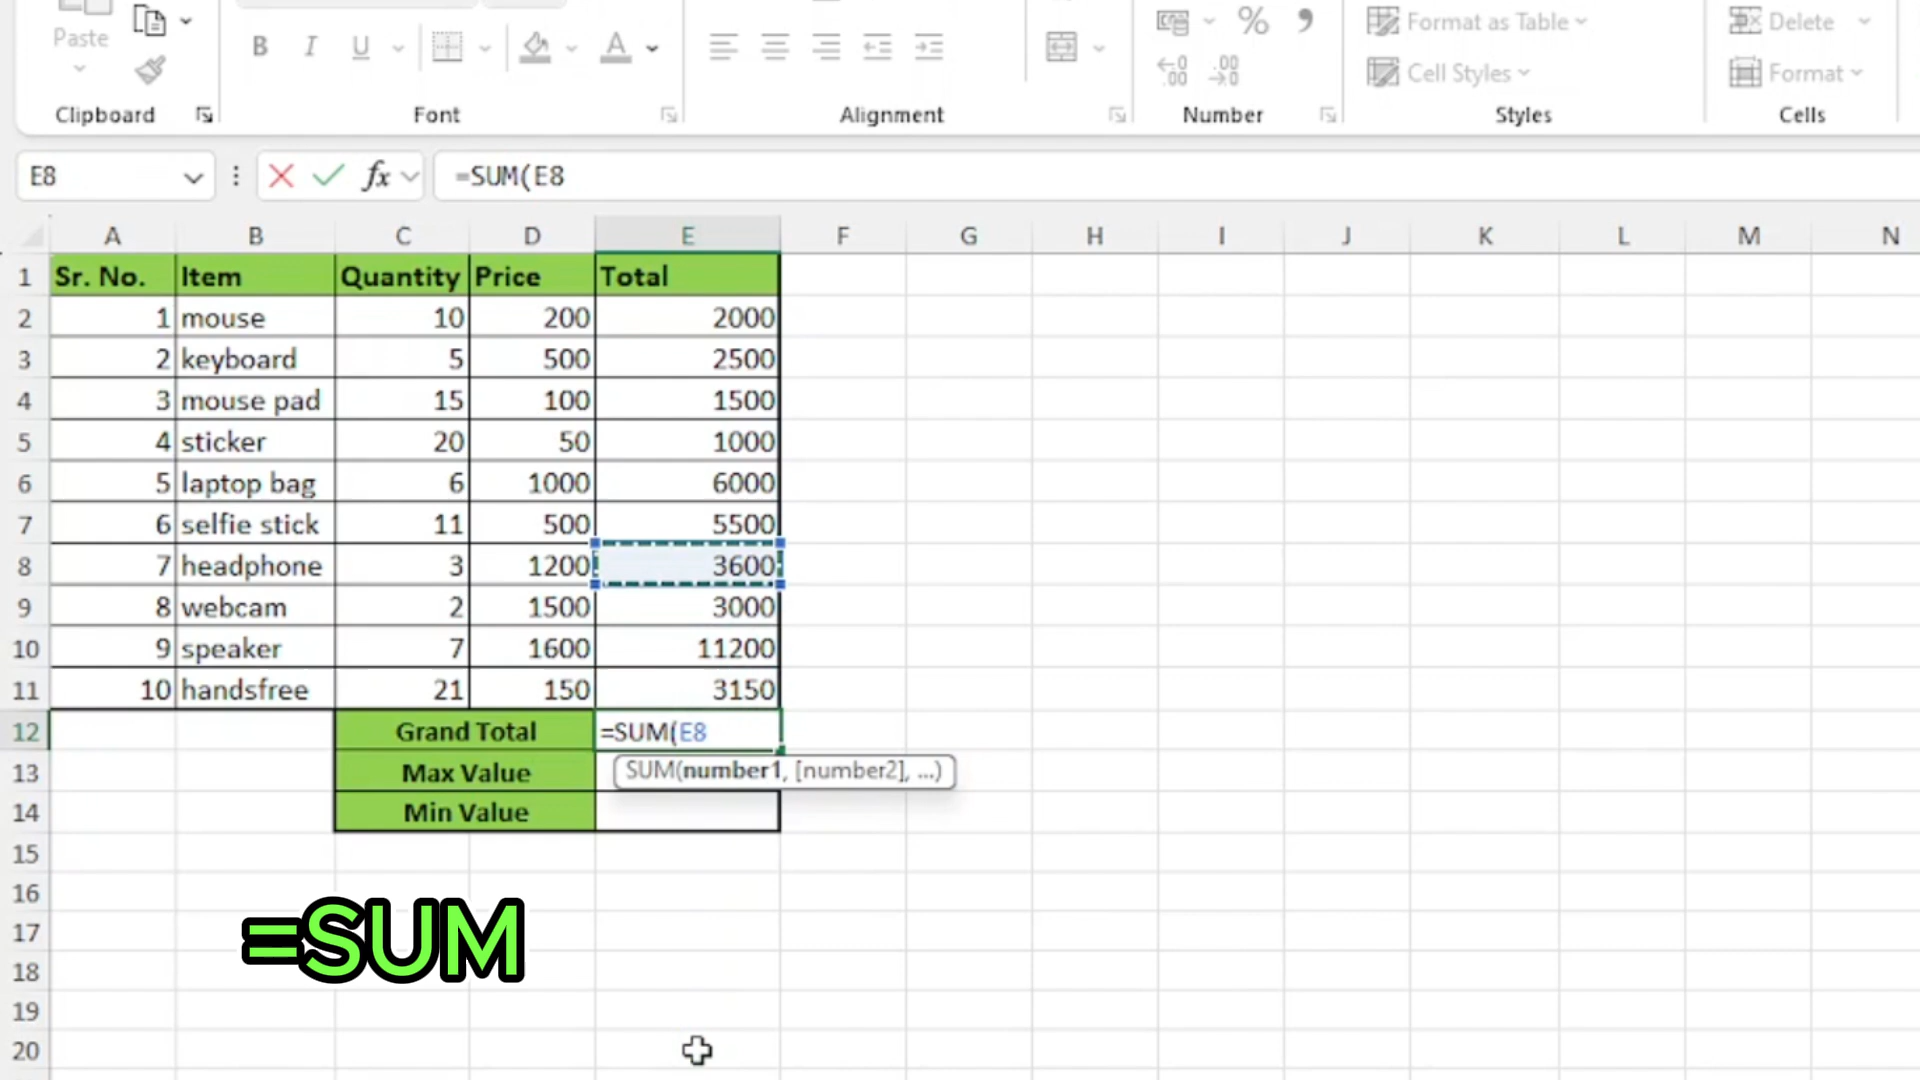 Paste
B I U A
% ,
Format as Table
Delete
Cell Styles
Format
Clipboard Font Alignment Number Styles Cells
E8 fx =SUM(E8
A B C D E F G H I J K L M N
1 Sr. No. Item Quantity Price Total
2 1 mouse 10 200 2000
3 2 keyboard 5 500 2500
4 3 mouse pad 15 100 1500
5 4 sticker 20 50 1000
6 5 laptop bag 6 1000 6000
7 6 selfie stick 11 500 5500
8 7 headphone 3 1200 3600
9 8 webcam 2 1500 3000
10 9 speaker 7 1600 11200
11 10 handsfree 21 150 3150
12 Grand Total =SUM(E8
13 Max Value SUM(number1, [number2], ...)
14 Min Value
15
16
17
=SUM
18
19
20